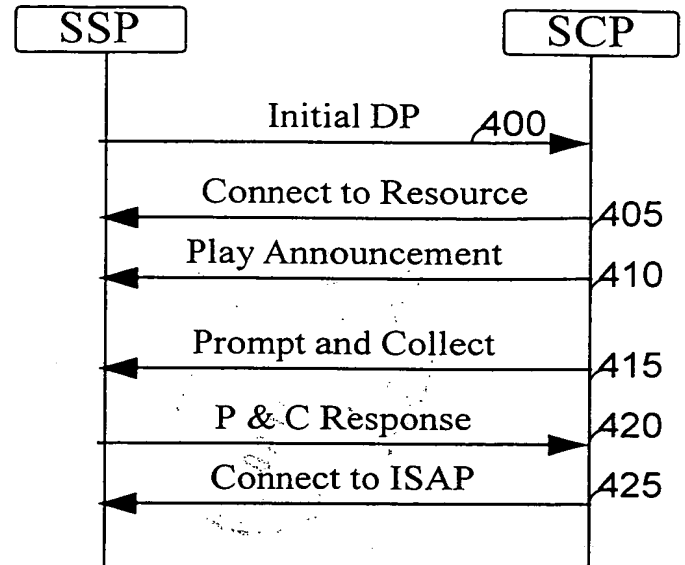 SSP SCP
Initial DP 400
Connect to Resource
405
Play Announcement
410
Prompt and Collect
415
P & C Response
420
Connect to ISAP
425